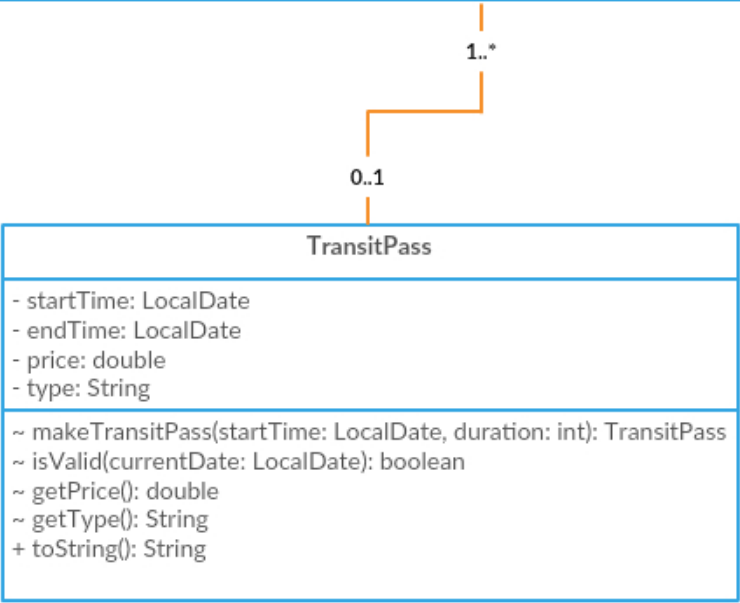 1..*
0..1
TransitPass
- startTime: LocalDate
- endTime: LocalDate
- price: double
- type: String
~ makeTransitPass(startTime: LocalDate, duration: int): TransitPass
~ isValid(currentDate: LocalDate): boolean
~ getPrice(): double
~ getType(): String
+ toString(): String